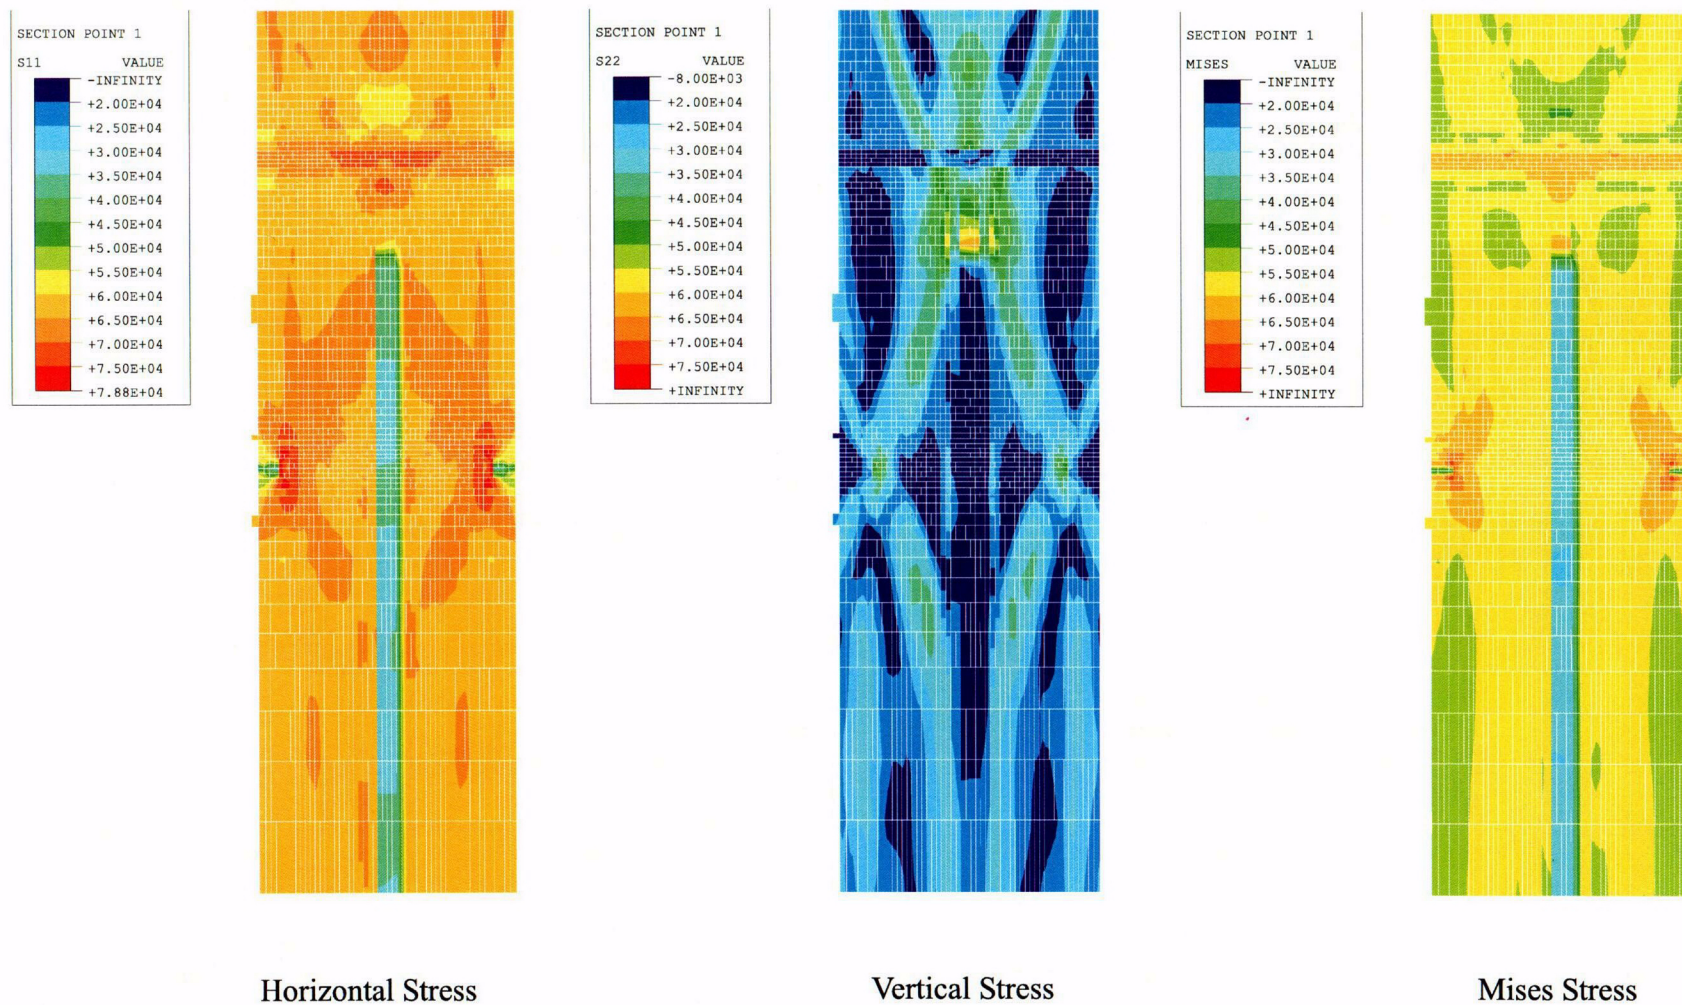 SECTION POINT 1
S11 VALUE
-INFINITY
+2.00E+04
+2.50E+04
+3.00E+04
+3.50E+04
+4.00E+04
+4.50E+04
+5.00E+04
+5.50E+04
+6.00E+04
+6.50E+04
+7.00E+04
+7.50E+04
+7.88E+04
Horizontal Stress
SECTION POINT 1
S22 VALUE
-8.00E+03
+2.00E+04
+2.50E+04
+3.00E+04
+3.50E+04
+4.00E+04
+4.50E+04
+5.00E+04
+5.50E+04
+6.00E+04
+6.50E+04
+7.00E+04
+7.50E+04
+INFINITY
Vertical Stress
SECTION POINT 1
MISES VALUE
-INFINITY
+2.00E+04
+2.50E+04
+3.00E+04
+3.50E+04
+4.00E+04
+4.50E+04
+5.00E+04
+5.50E+04
+6.00E+04
+6.50E+04
+7.00E+04
+7.50E+04
+INFINITY
Mises Stress